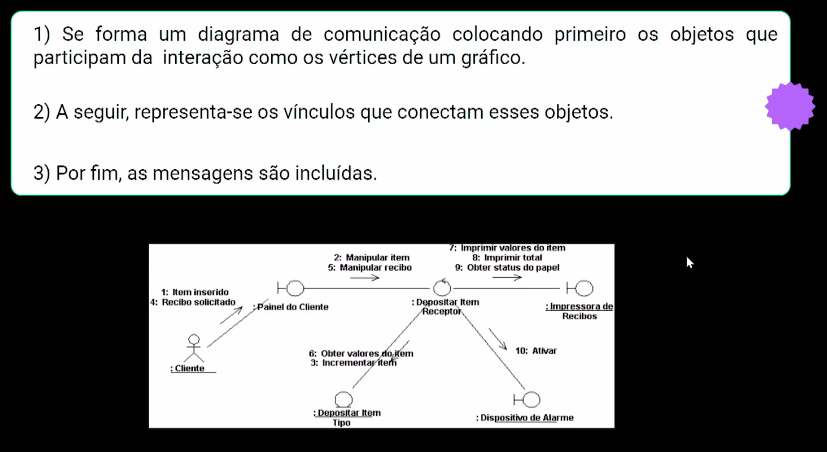 1) Se forma um diagrama de comunicação colocando primeiro os objetos que
participam da interação como os vértices de um gráfico.
2) A seguir, representa-se os vínculos que conectam esses objetos.
3) Por fim, as mensagens são incluídas.
7: Imprimir valores do item
2: Manipular item
8: Imprimir total
5: Manipular recibo
9: Obter status do papel
1: Item inserido
4: Recibo solicitado
: Painel do Cliente
: Depositar Item
Receptor
: Impressora de
Recibos
6: Obter valores do item
3: Incrementar item
10: Ativar
: Cliente
: Depositar Item
Tipo
: Dispositivo de Alarme